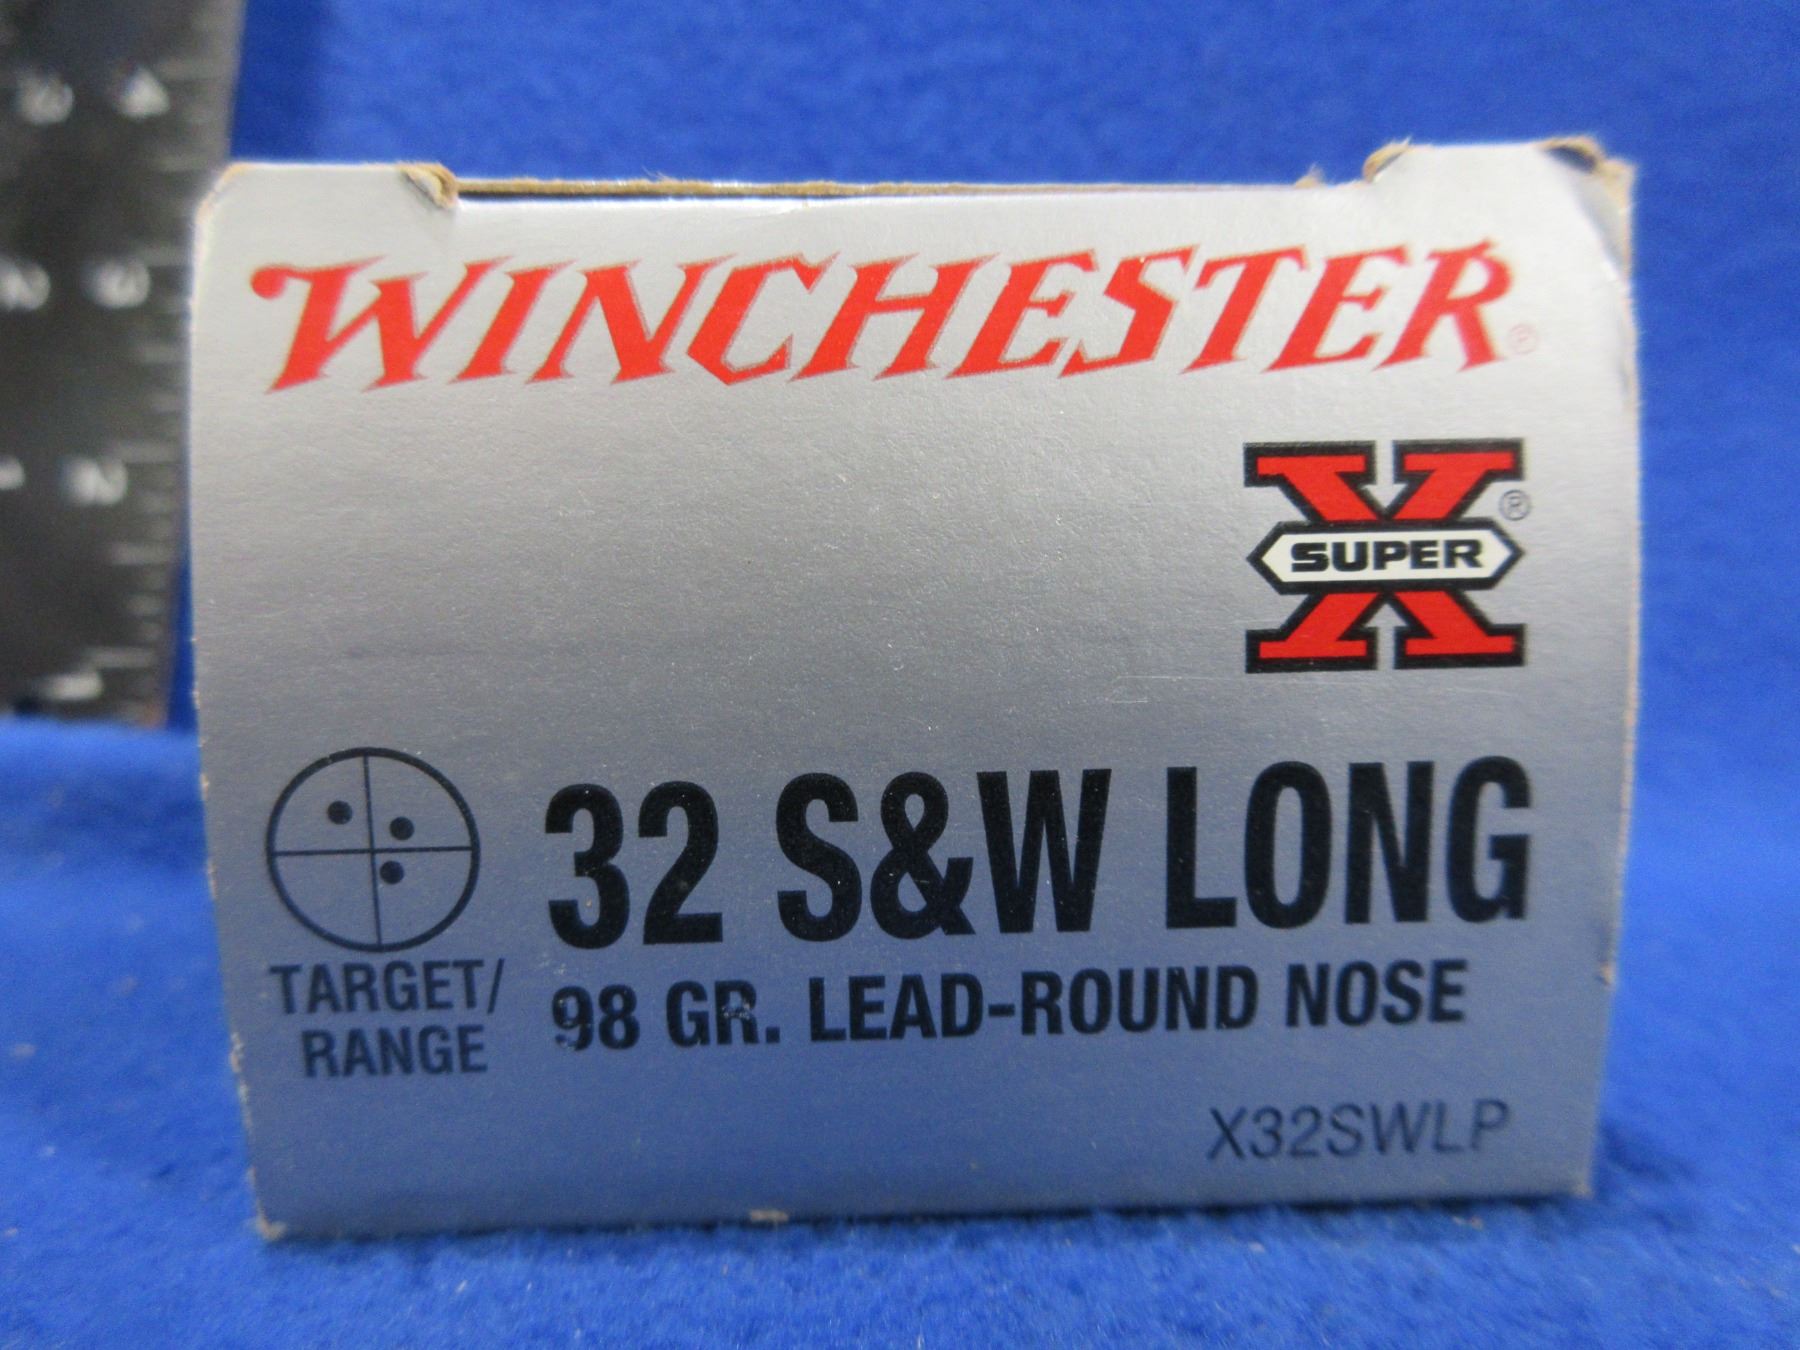 WINCHESTER®
X®
SUPER
32 S&W LONG
TARGET/
RANGE
98 GR. LEAD-ROUND NOSE
X32SWLP